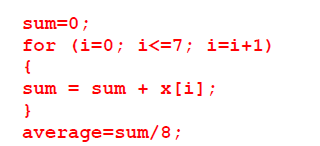 sum=0;
for (i=0; i<=7; i=i+1)
{
sum = sum + x[i];
}
average=sum/8;